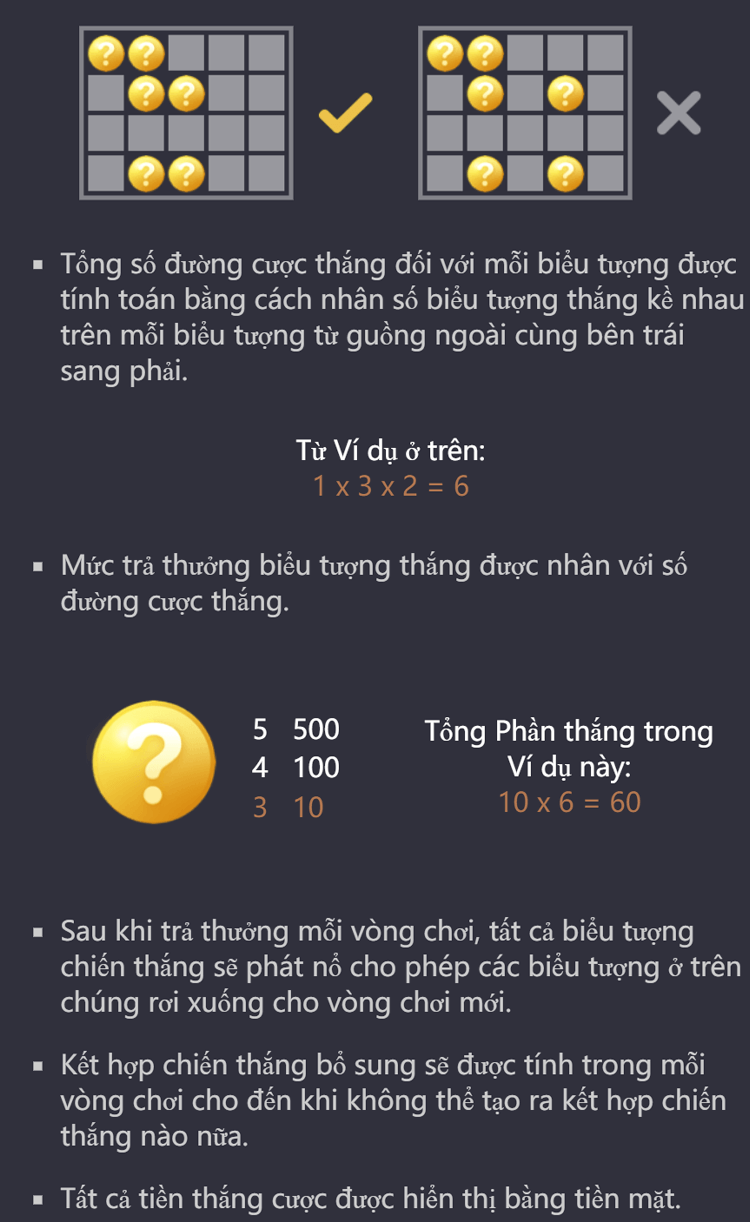 Tổng số đường cược thắng đối với mỗi biểu tượng được
tính toán bằng cách nhân số biểu tượng thắng kề nhau
trên mỗi biểu tượng từ guồng ngoài cùng bên trái
sang phải.
Từ Ví dụ ở trên:
1 x 3 x 2 = 6
Mức trả thưởng biểu tượng thắng được nhân với số
đường cược thắng.
5 500
4 100
3 10
Tổng Phần thắng trong
Ví dụ này:
10 x 6 = 60
Sau khi trả thưởng mỗi vòng chơi, tất cả biểu tượng
chiến thắng sẽ phát nổ cho phép các biểu tượng ở trên
chúng rơi xuống cho vòng chơi mới.
Kết hợp chiến thắng bổ sung sẽ được tính trong mỗi
vòng chơi cho đến khi không thể tạo ra kết hợp chiến
thắng nào nữa.
Tất cả tiền thắng cược được hiển thị bằng tiền mặt.